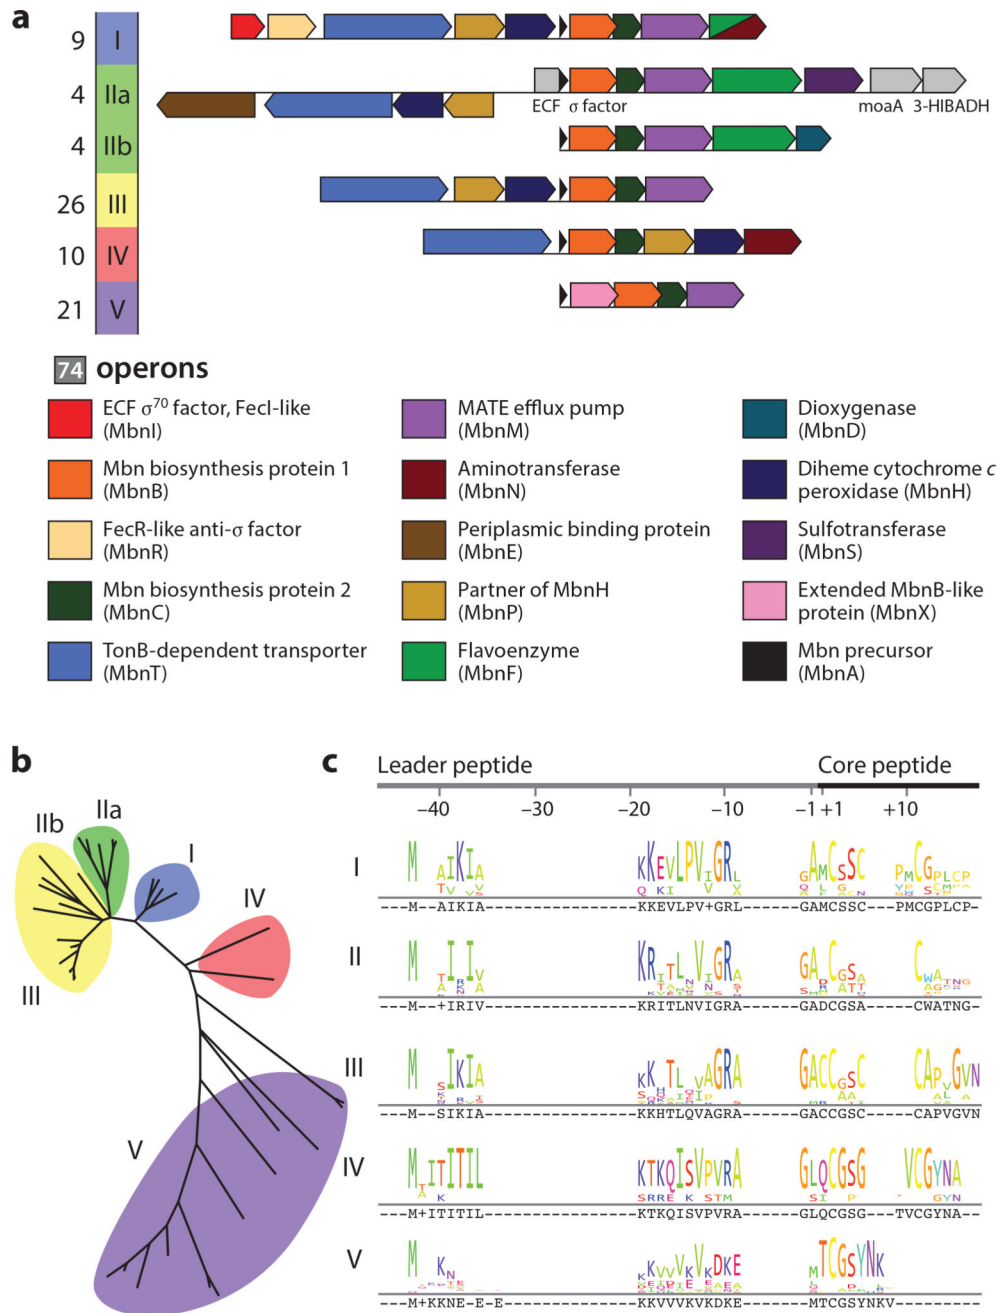 a
9 I
ECF σ factor moaA 3-HIBADH
4 IIa
4 IIb
26 III
10 IV
21 V
74 operons
ECF σ70 factor, FecI-like
(MbnI)
Mbn biosynthesis protein 1
(MbnB)
FecR-like anti-σ factor
(MbnR)
Mbn biosynthesis protein 2
(MbnC)
TonB-dependent transporter
(MbnT)
MATE efflux pump
(MbnM)
Aminotransferase
(MbnN)
Periplasmic binding protein
(MbnE)
Partner of MbnH
(MbnP)
Flavoenzyme
(MbnF)
Dioxygenase
(MbnD)
Diheme cytochrome c
peroxidase (MbnH)
Sulfotransferase
(MbnS)
Extended MbnB-like
protein (MbnX)
Mbn precursor
(MbnA)
b
IIb IIa I
IV
III
V
c
Leader peptide Core peptide
–40 –30 –20 –10 –1 +1 +10
I
---M--AIKIA----------------KKEVLPV+GRL------GAMCSSC---PMCGPLCP-
II
---M--+IRIV----------------KRITLNVIGRA------GADCGSA-----CWATNG-
III
---M--SIKIA----------------KKHTLQVAGRA------GACCGSC-----CAPVGVN
IV
---M+ITITIL----------------KTKQISVPVRA------GLQCGSG---TVCGYNA--
V
---M+KKNE-E-E--------------KKVVVKVKDKE-------MTCGSYNKV---------